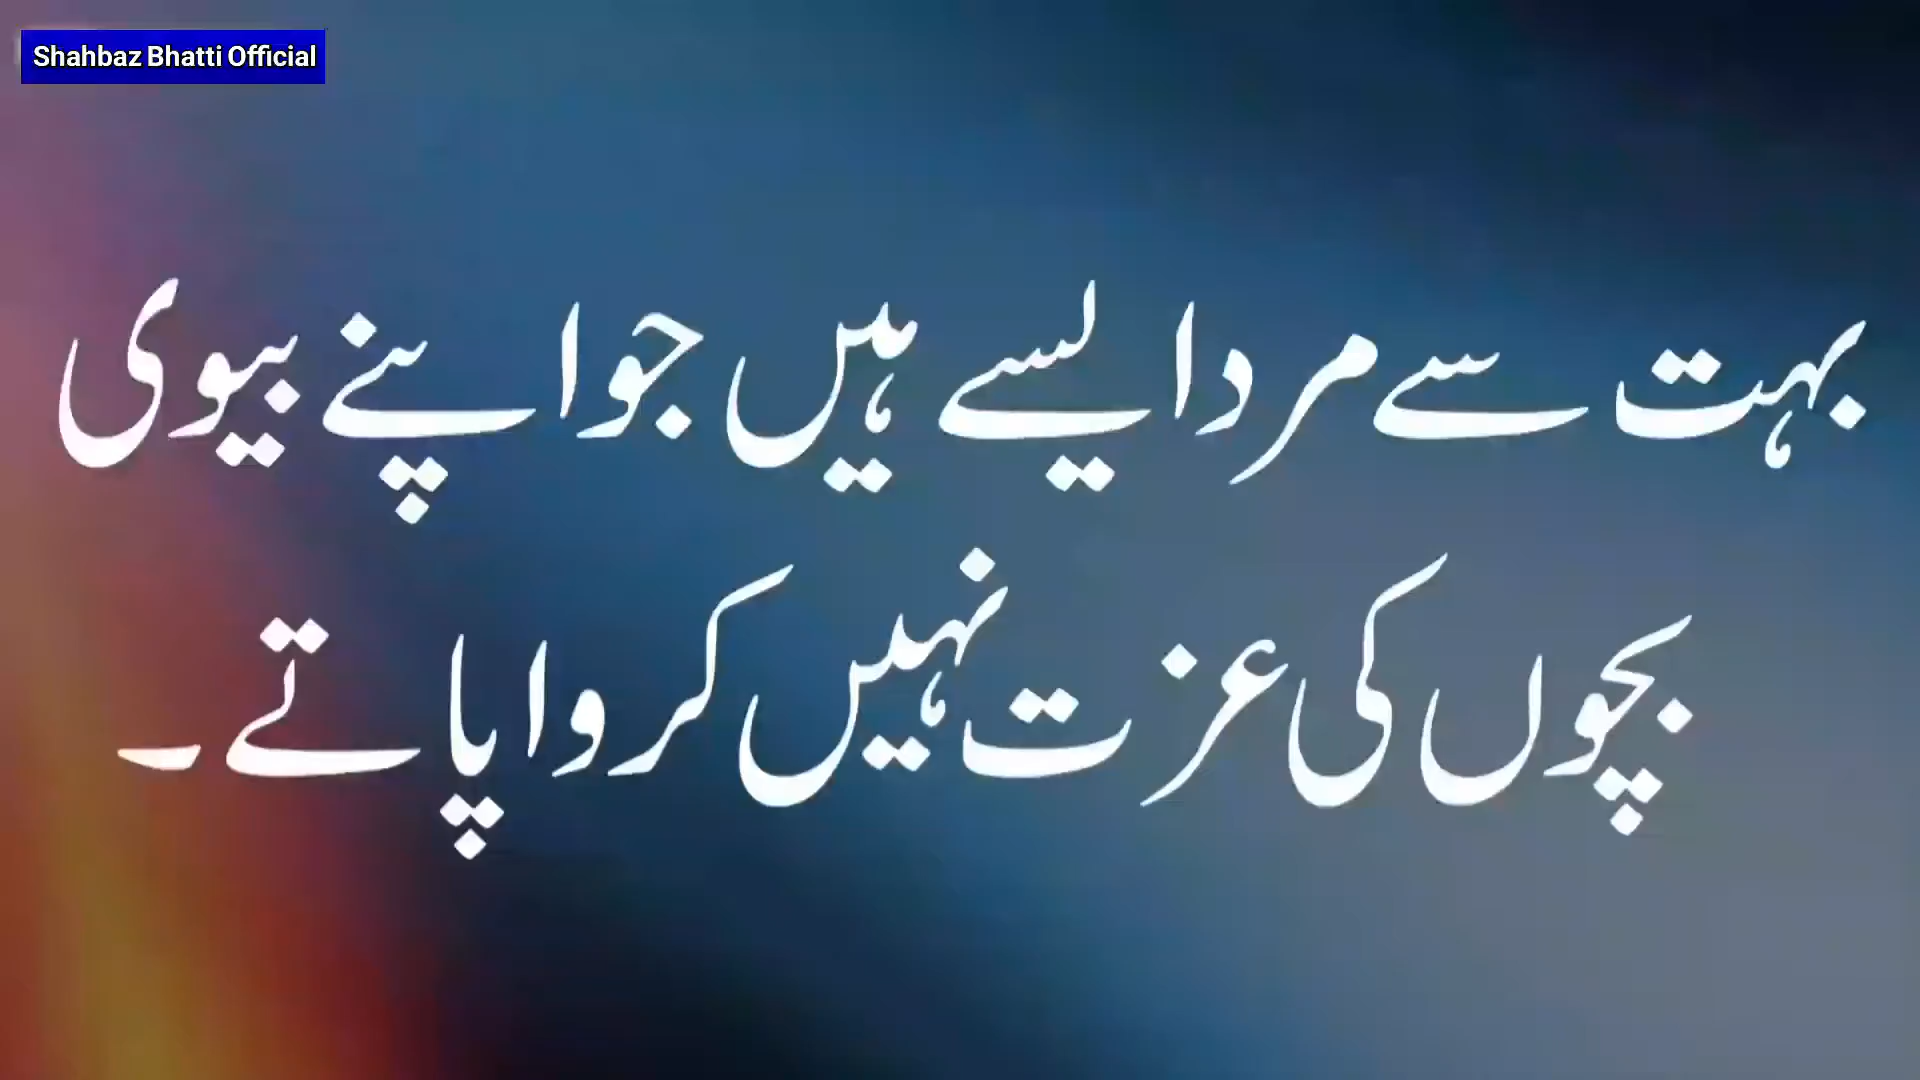 Shahbaz Bhatti Official
بہت سے مرد ایسے ہیں جو اپنے بیوی
بچوں کی عزت نہیں کروا پاتے۔